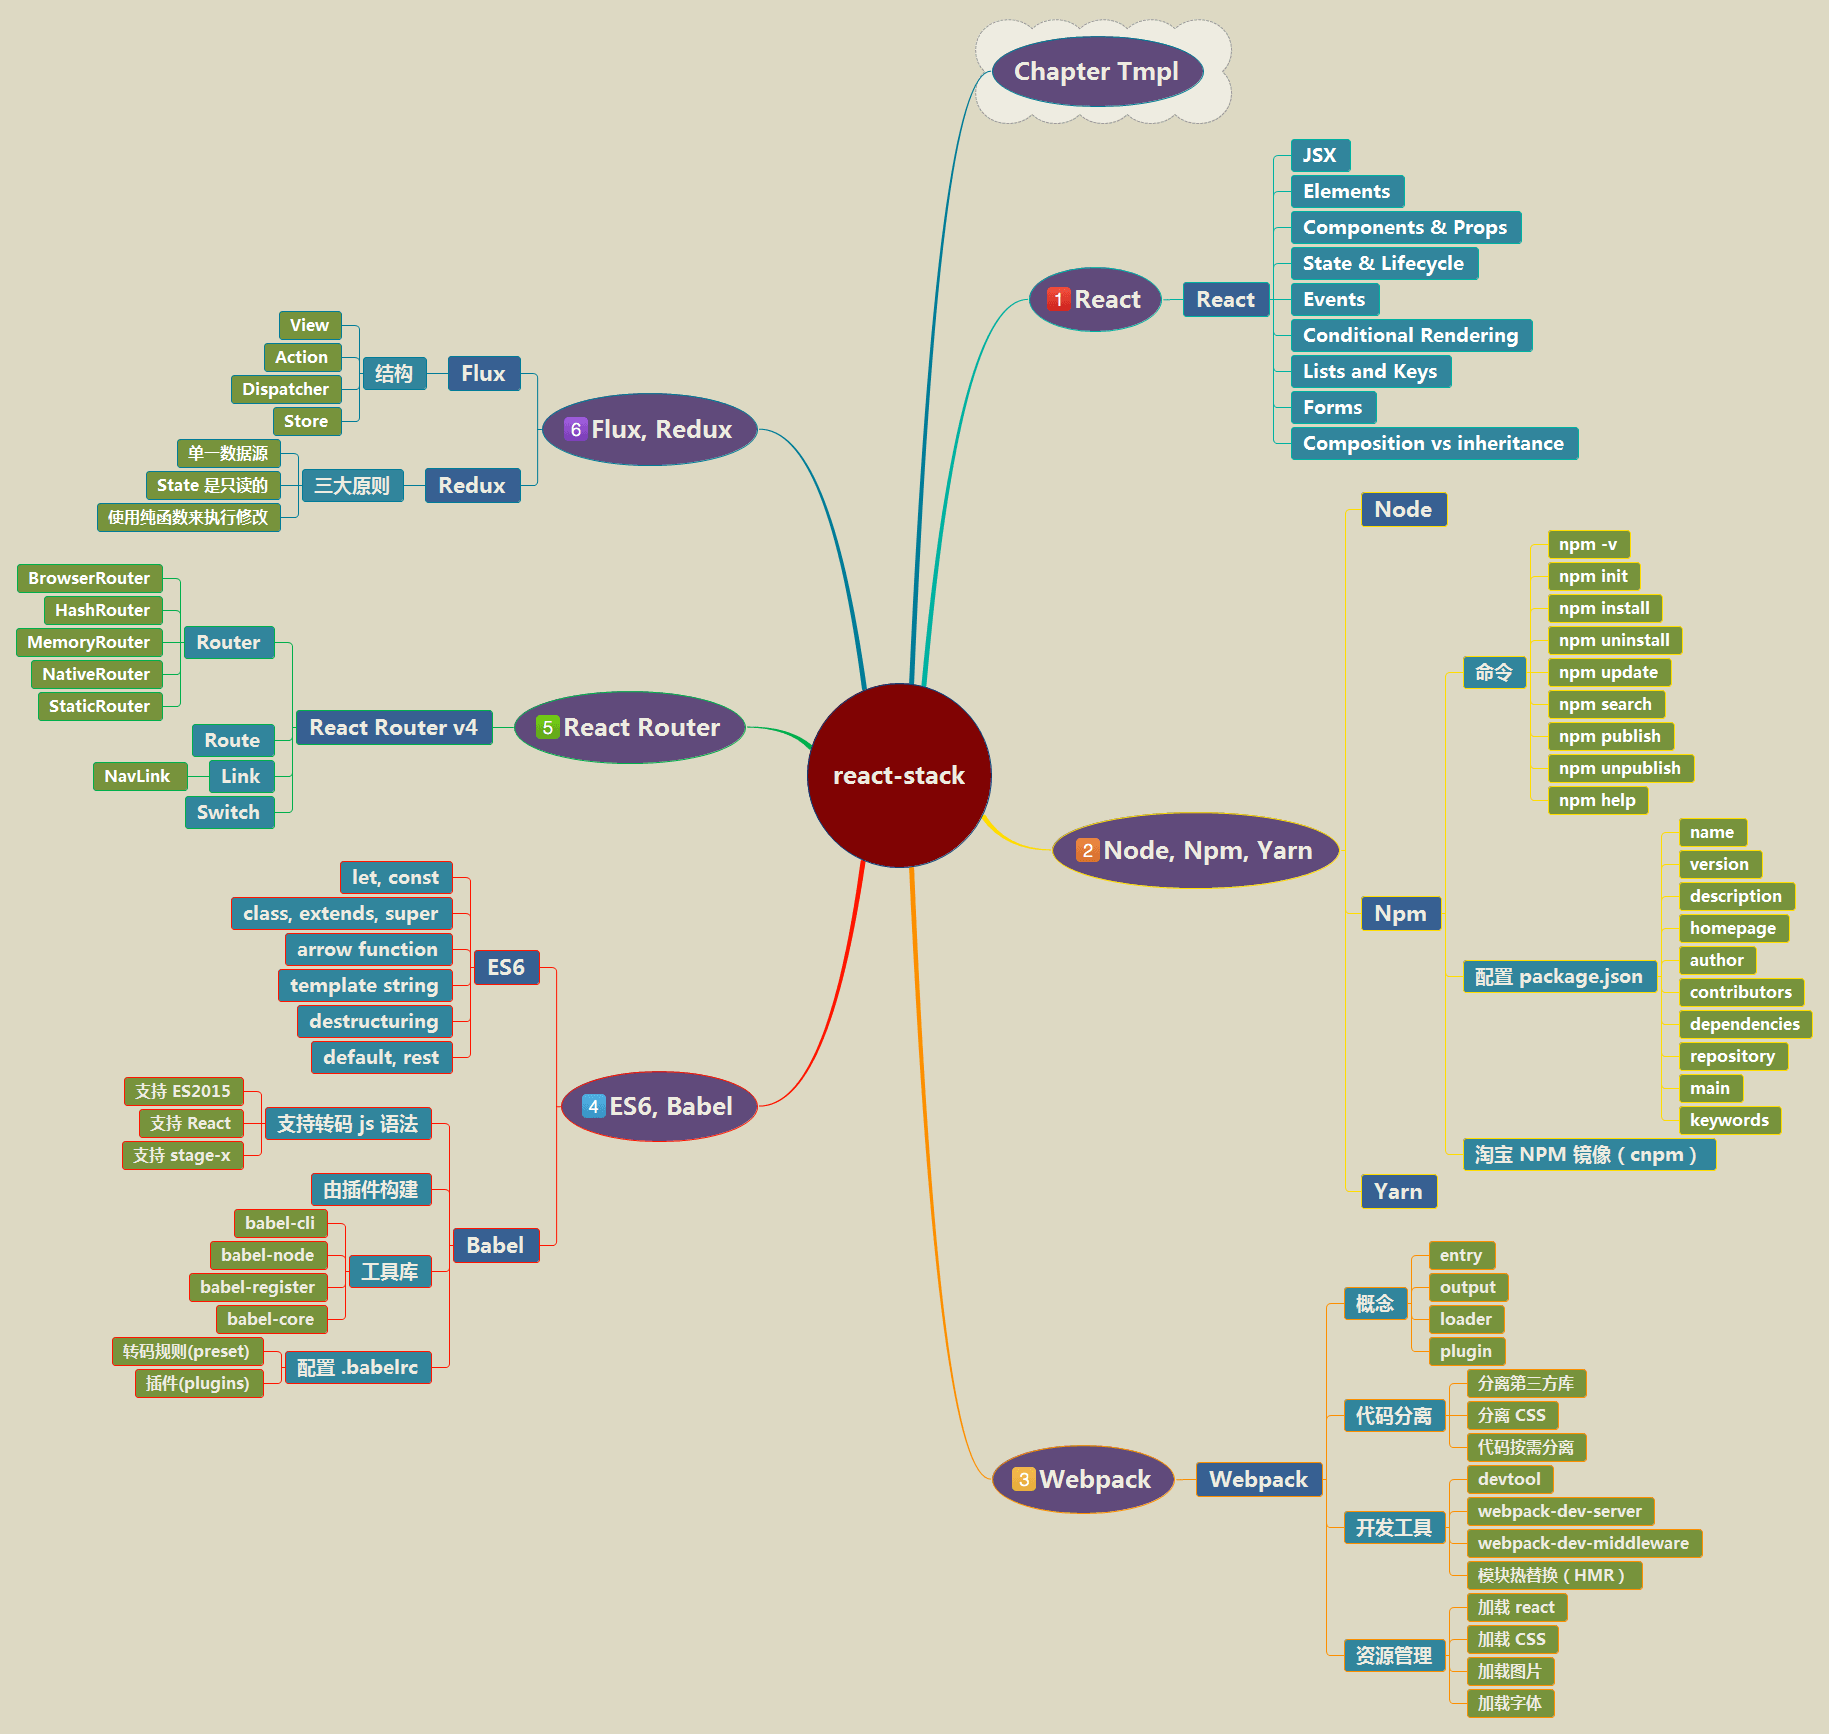 react-stack
Chapter Tmpl
1 React
React
JSX
Elements
Components & Props
State & Lifecycle
Events
Conditional Rendering
Lists and Keys
Forms
Composition vs inheritance
2 Node, Npm, Yarn
Node
Npm
命令
npm -v
npm init
npm install
npm uninstall
npm update
npm search
npm publish
npm unpublish
npm help
配置 package.json
name
version
description
homepage
author
contributors
dependencies
repository
main
keywords
淘宝 NPM 镜像（cnpm）
Yarn
3 Webpack
Webpack
概念
entry
output
loader
plugin
代码分离
分离第三方库
分离 CSS
代码按需分离
开发工具
devtool
webpack-dev-server
webpack-dev-middleware
模块热替换（HMR）
资源管理
加载 react
加载 CSS
加载图片
加载字体
4 ES6, Babel
ES6
let, const
class, extends, super
arrow function
template string
destructuring
default, rest
Babel
支持转码 js 语法
支持 ES2015
支持 React
支持 stage-x
由插件构建
工具库
babel-cli
babel-node
babel-register
babel-core
配置 .babelrc
转码规则(preset)
插件(plugins)
5 React Router
React Router v4
Router
BrowserRouter
HashRouter
MemoryRouter
NativeRouter
StaticRouter
Route
Link
NavLink
Switch
6 Flux, Redux
Flux
结构
View
Action
Dispatcher
Store
Redux
三大原则
单一数据源
State 是只读的
使用纯函数来执行修改